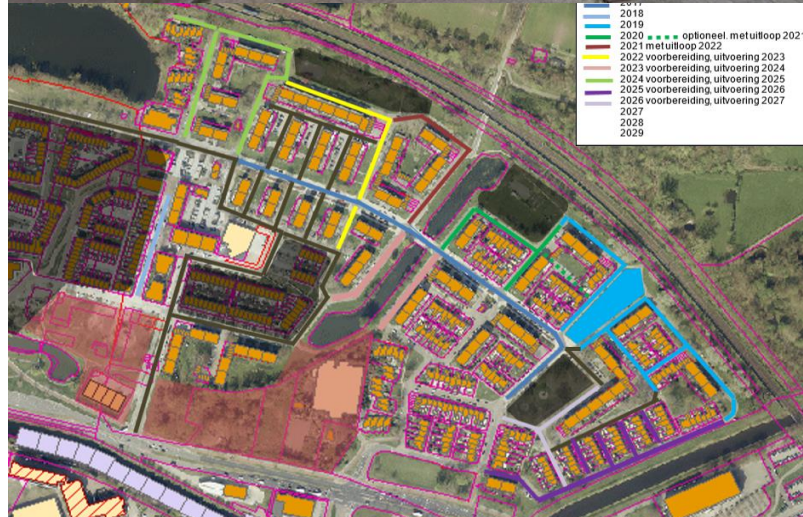 2017
2018
2019
2020 optioneel. met uitloop 2021
2021 met uitloop 2022
2022 voorbereiding, uitvoering 2023
2023 voorbereiding, uitvoering 2024
2024 voorbereiding, uitvoering 2025
2025 voorbereiding, uitvoering 2026
2026 voorbereiding, uitvoering 2027
2027
2028
2029